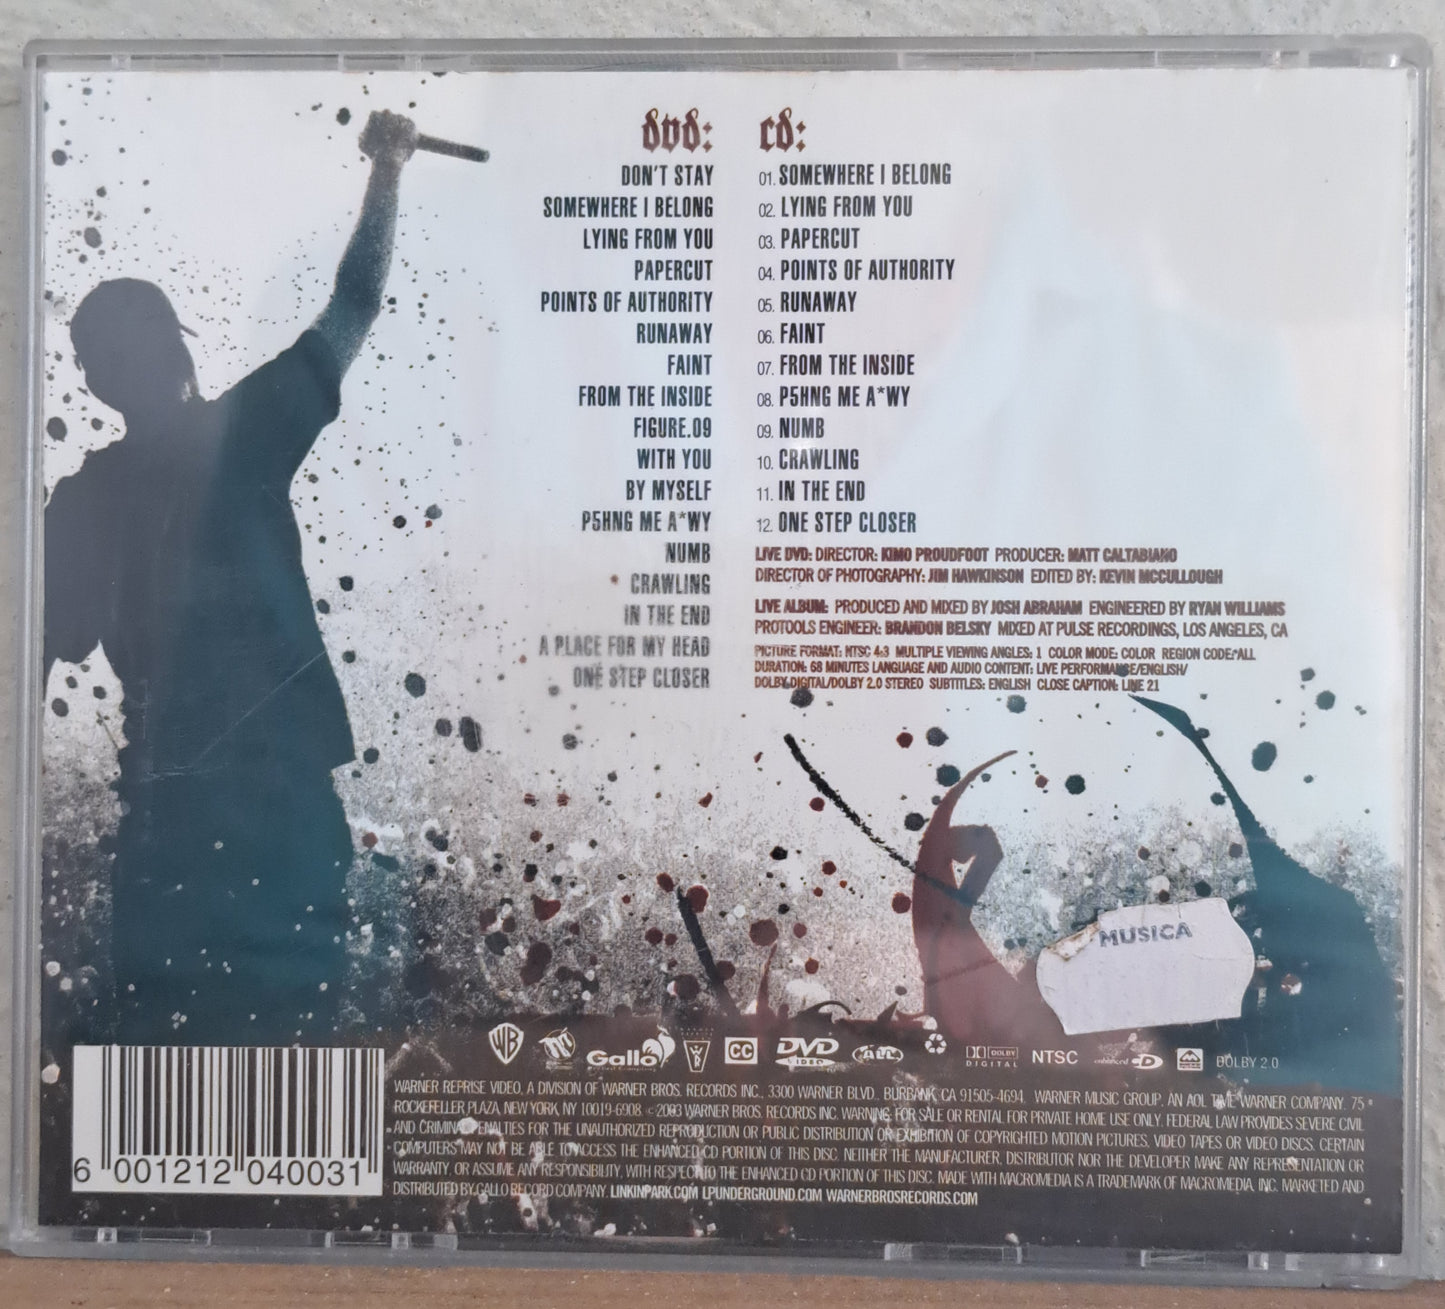 dvd:
DON'T STAY
SOMEWHERE I BELONG
LYING FROM YOU
PAPERCUT
POINTS OF AUTHORITY
RUNAWAY
FAINT
FROM THE INSIDE
FIGURE.09
WITH YOU
BY MYSELF
P5HNG ME A*WY
NUMB
CRAWLING
IN THE END
A PLACE FOR MY HEAD
ONE STEP CLOSER
cd:
01. SOMEWHERE I BELONG
02. LYING FROM YOU
03. PAPERCUT
04. POINTS OF AUTHORITY
05. RUNAWAY
06. FAINT
07. FROM THE INSIDE
08. P5HNG ME A*WY
09. NUMB
10. CRAWLING
11. IN THE END
12. ONE STEP CLOSER
LIVE DVD: DIRECTOR: KIMO PROUDFOOT PRODUCER: MATT CALTABIANO
DIRECTOR OF PHOTOGRAPHY: JIM HAWKINSON EDITED BY: KEVIN MCCULLOUGH
LIVE ALBUM: PRODUCED AND MIXED BY JOSH ABRAHAM ENGINEERED BY RYAN WILLIAMS
PROTOOLS ENGINEER: BRANDON BELSKY MIXED AT PULSE RECORDINGS, LOS ANGELES, CA
PICTURE FORMAT: NTSC 4:3 MULTIPLE VIEWING ANGLES: 1 COLOR MODE: COLOR REGION CODE:*ALL
DURATION: 68 MINUTES LANGUAGE AND AUDIO CONTENT: LIVE PERFORMANSE/ENGLISH/
DOLBY DIGITAL/DOLBY 2.0 STEREO SUBTITLES: ENGLISH CLOSE CAPTION: LINE 21
MUSICA
WB Gallo CC DVD VIDEO ALL DOLBY DIGITAL NTSC enhanced CD DOLBY 2.0
WARNER REPRISE VIDEO, A DIVISION OF WARNER BROS. RECORDS INC., 3300 WARNER BLVD., BURBANK, CA 91505-4694. WARNER MUSIC GROUP, AN AOL TIME WARNER COMPANY. 75
ROCKEFELLER PLAZA, NEW YORK, NY 10019-6908. ©2003 WARNER BROS. RECORDS INC. WARNING: FOR SALE OR RENTAL FOR PRIVATE HOME USE ONLY. FEDERAL LAW PROVIDES SEVERE CIVIL
AND CRIMINAL PENALTIES FOR THE UNAUTHORIZED REPRODUCTION OR PUBLIC DISTRIBUTION OR EXHIBITION OF COPYRIGHTED MOTION PICTURES, VIDEO TAPES OR VIDEO DISCS. CERTAIN
COMPUTERS MAY NOT BE ABLE TO ACCESS THE ENHANCED CD PORTION OF THIS DISC. NEITHER THE MANUFACTURER, DISTRIBUTOR NOR THE DEVELOPER MAKE ANY REPRESENTATION OR
WARRANTY, OR ASSUME ANY RESPONSIBILITY, WITH RESPECT TO THE ENHANCED CD PORTION OF THIS DISC. MADE WITH MACROMEDIA IS A TRADEMARK OF MACROMEDIA, INC. MARKETED AND
DISTRIBUTED BY GALLO RECORD COMPANY. LINKINPARK.COM LPUNDERGROUND.COM WARNERBROSRECORDS.COM
6 001212 040031